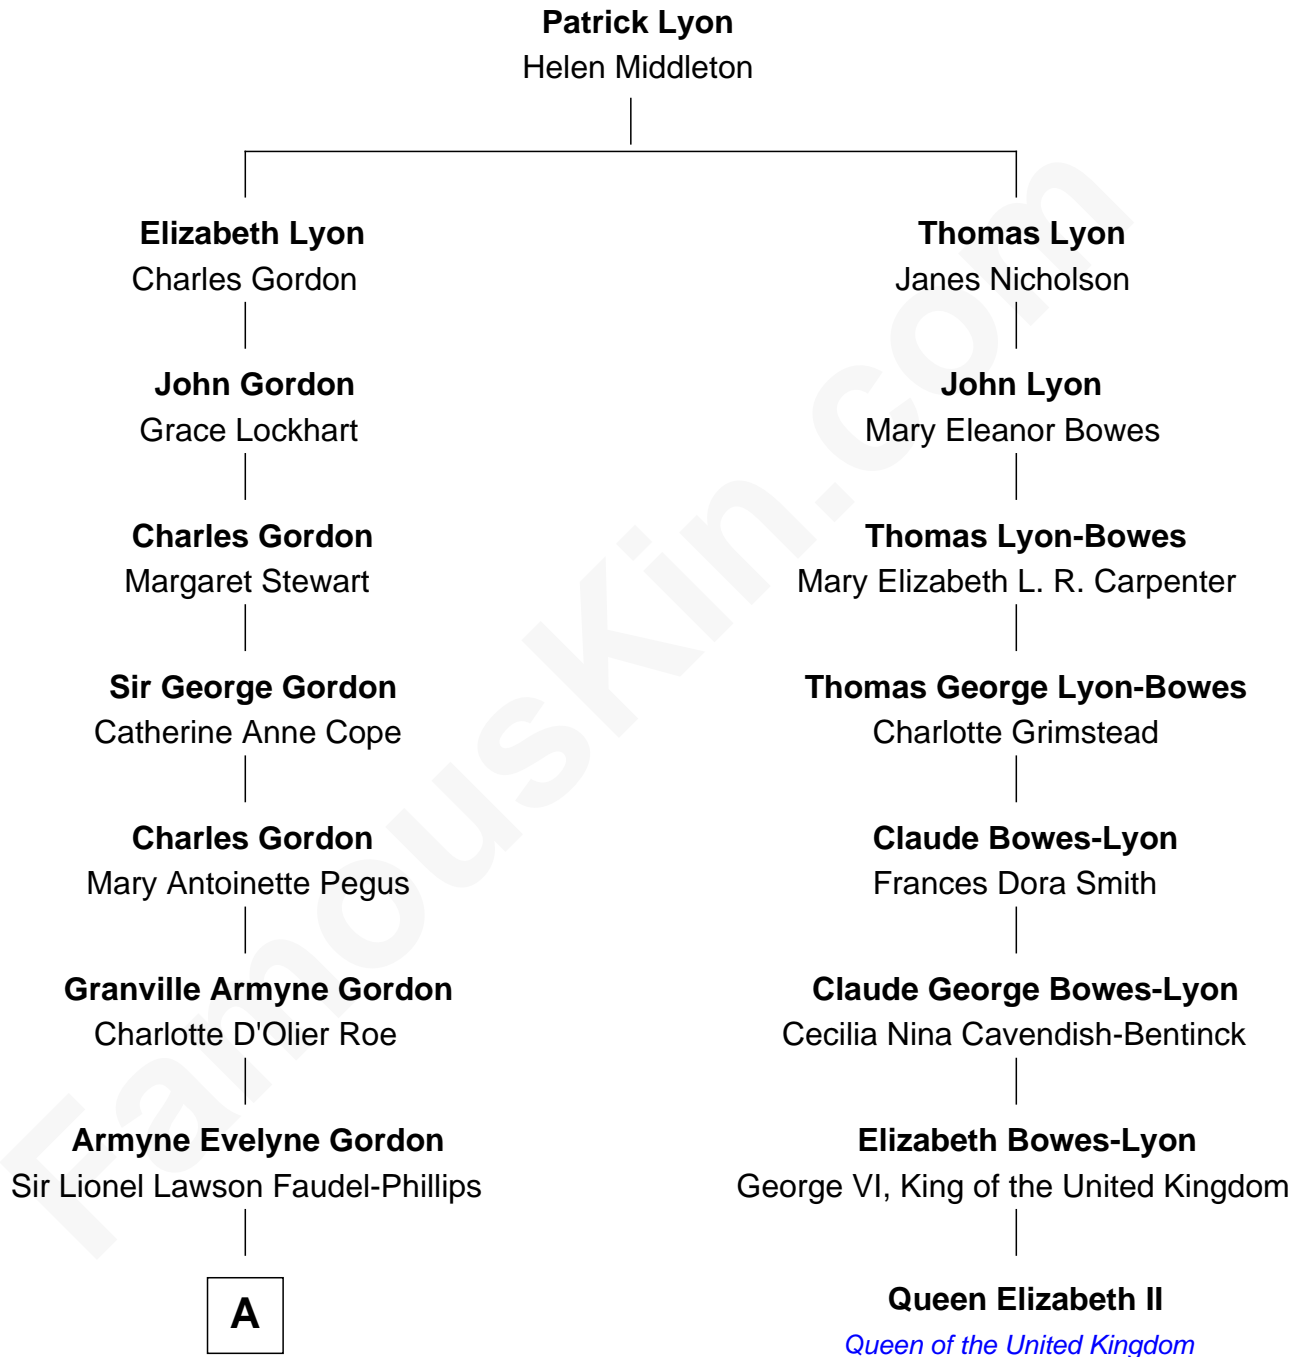 Patrick Lyon
Helen Middleton
Elizabeth Lyon
Charles Gordon
Thomas Lyon
Janes Nicholson
John Gordon
Grace Lockhart
John Lyon
Mary Eleanor Bowes
Charles Gordon
Margaret Stewart
Thomas Lyon-Bowes
Mary Elizabeth L. R. Carpenter
Sir George Gordon
Catherine Anne Cope
Thomas George Lyon-Bowes
Charlotte Grimstead
Charles Gordon
Mary Antoinette Pegus
Claude Bowes-Lyon
Frances Dora Smith
Granville Armyne Gordon
Charlotte D'Olier Roe
Claude George Bowes-Lyon
Cecilia Nina Cavendish-Bentinck
Armyne Evelyne Gordon
Sir Lionel Lawson Faudel-Phillips
Elizabeth Bowes-Lyon
George VI, King of the United Kingdom
A
Queen Elizabeth II
Queen of the United Kingdom
FamousKin.com